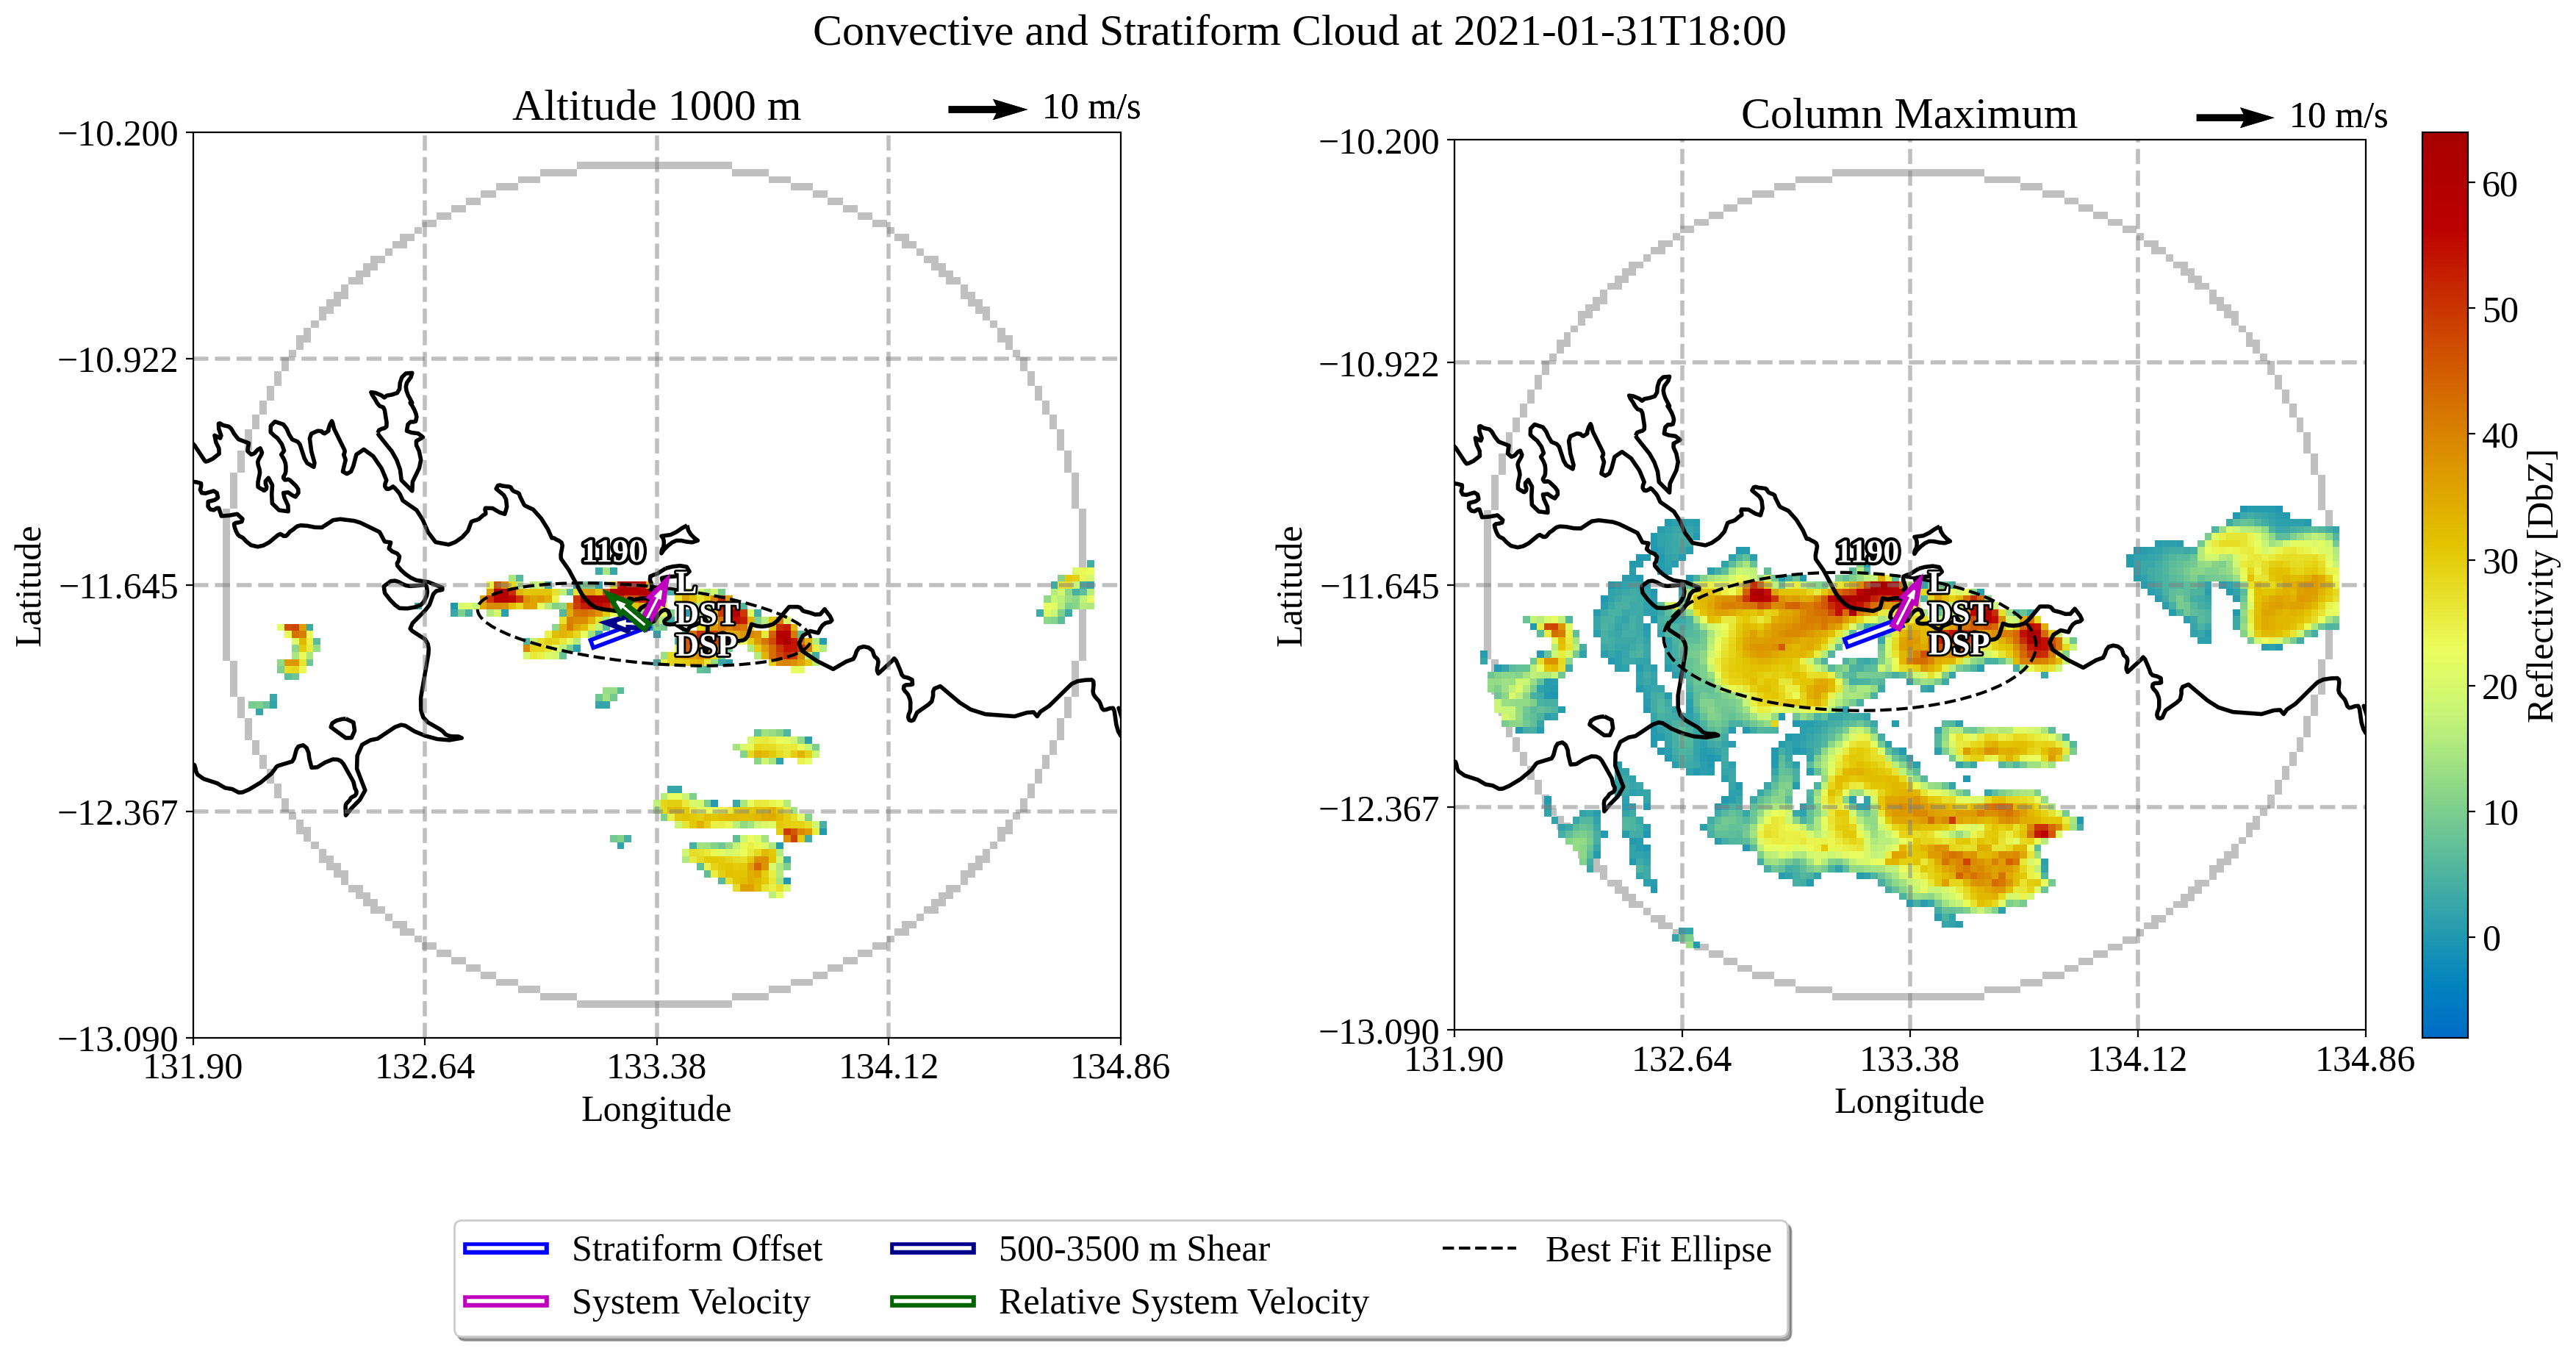 Convective and Stratiform Cloud at 2021-01-31T18:00
Altitude 1000 m
10 m/s
−10.200
−10.922
−11.645
−12.367
−13.090
Latitude
131.90
132.64
133.38
134.12
134.86
Longitude
1190
L
DST
DSP
Column Maximum
10 m/s
−10.200
−10.922
−11.645
−12.367
−13.090
Latitude
131.90
132.64
133.38
134.12
134.86
Longitude
1190
L
DST
DSP
60
50
40
30
20
10
0
Reflectivity [DbZ]
Stratiform Offset
System Velocity
500-3500 m Shear
Relative System Velocity
Best Fit Ellipse